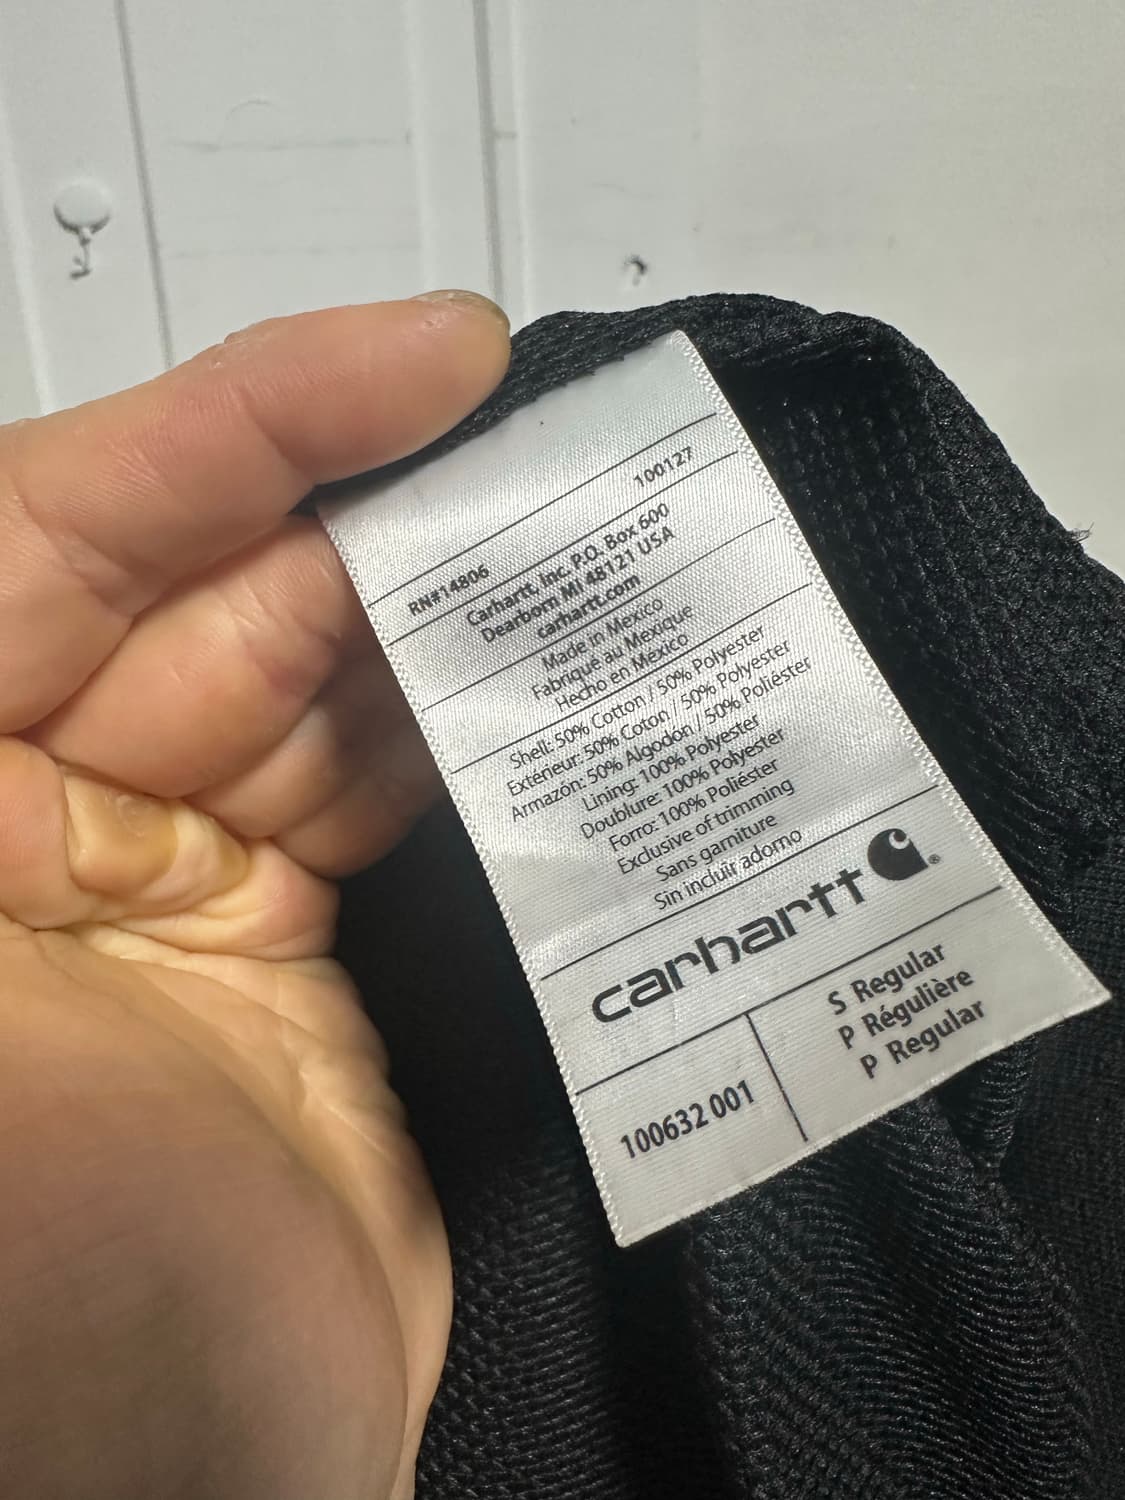 RN#14806 100127
Carhartt, Inc. P.O. Box 600
Dearborn MI 48121 USA
carhartt.com
Made in Mexico
Fabriqué au Mexique
Hecho en México
Shell: 50% Cotton / 50% Polyester
Extérieur: 50% Coton / 50% Polyester
Armazón: 50% Algodón / 50% Poliéster
Lining: 100% Polyester
Doublure: 100% Polyester
Forro: 100% Poliéster
Exclusive of trimming
Sans garniture
Sin incluir adorno
carhartt ®
S Regular
P Régulière
P Regular
100632 001